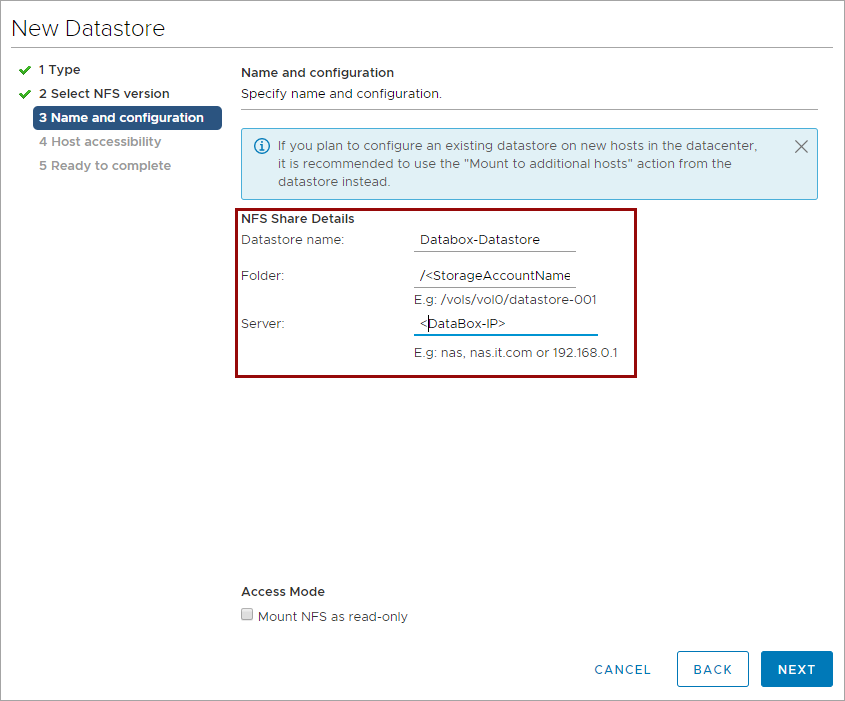 New Datastore
1 Type
2 Select NFS version
3 Name and configuration
4 Host accessibility
5 Ready to complete
Name and configuration
Specify name and configuration.
If you plan to configure an existing datastore on new hosts in the datacenter,
it is recommended to use the "Mount to additional hosts" action from the
datastore instead.
NFS Share Details
Datastore name:
Databox-Datastore
Folder:
/<StorageAccountName
E.g: /vols/vol0/datastore-001
Server:
<DataBox-IP>
E.g: nas, nas.it.com or 192.168.0.1
Access Mode
Mount NFS as read-only
CANCEL
BACK
NEXT